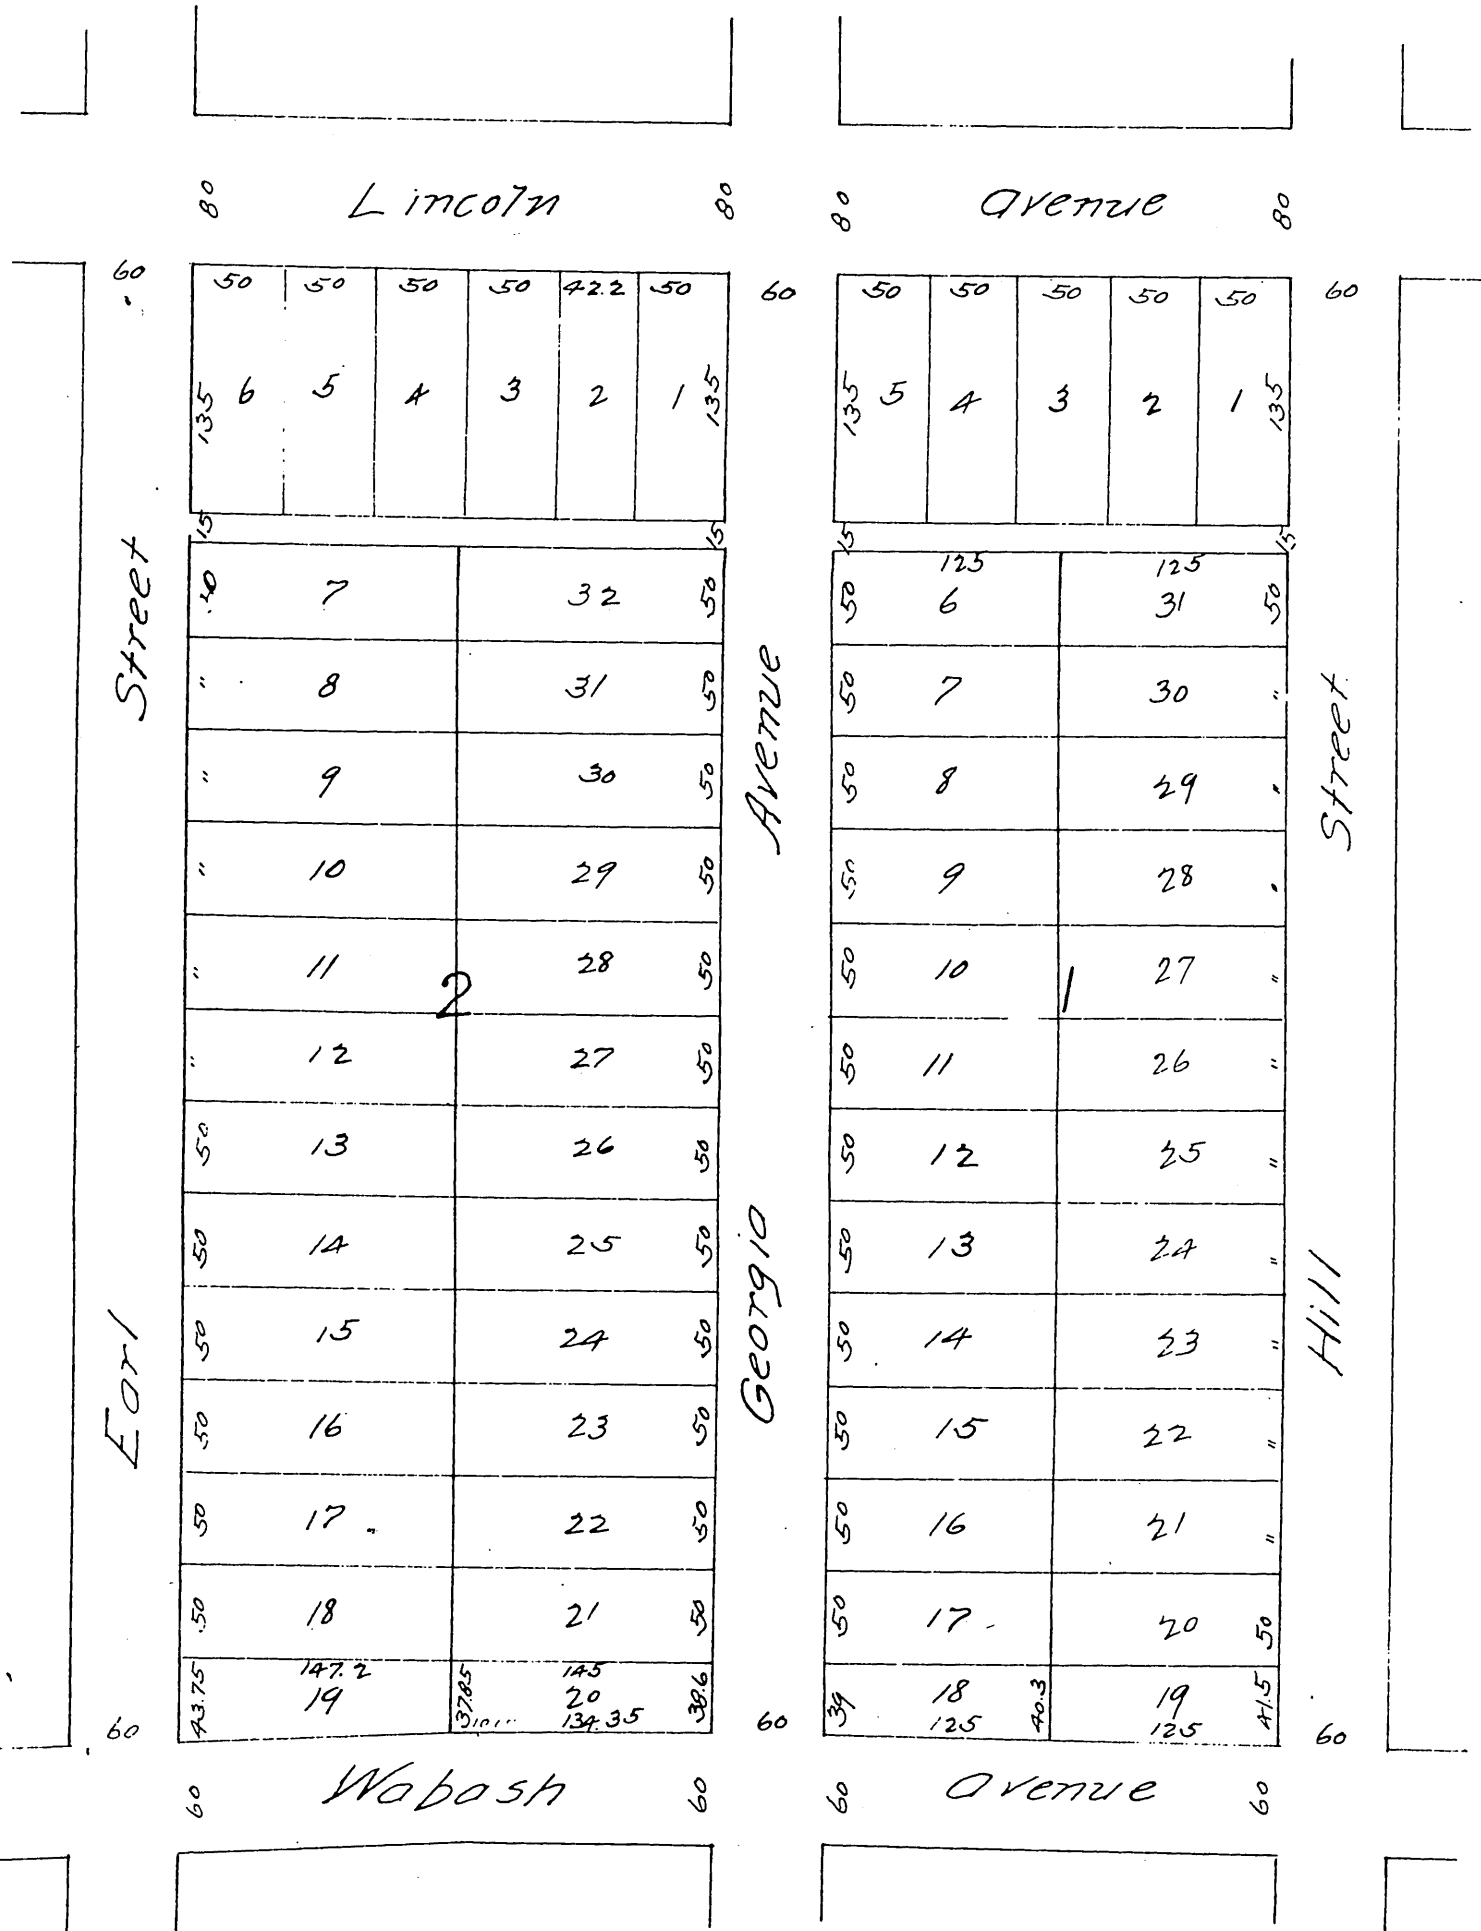 Lincoln avenue
80 80 80 80
60 50 50 50 50 42.2 50 60 50 50 50 50 50 60
135 6 5 4 3 2 1 135 135 5 4 3 2 1 135
15 15 15 15
125 125
7 32 50 50 6 31 50
" 8 31 50 50 7 30 "
" 9 30 50 50 8 29
" 10 29 50 50 9 28
" 11 28 50 50 10 27 "
2 1
" 12 27 50 50 11 26 "
50 13 26 50 50 12 25 "
50 14 25 50 50 13 24 "
50 15 24 50 50 14 23 "
50 16 23 50 50 15 22 "
50 17 22 50 50 16 21 "
50 18 21 50 50 17 20 50
147.2 145
43.75 19 37.85 20 38.6 39 18 40.3 19 41.5
134.35 125 125
60 60 60
Earl Street
Georgia Avenue
Hill Street
Wabash avenue
60 60 60 60